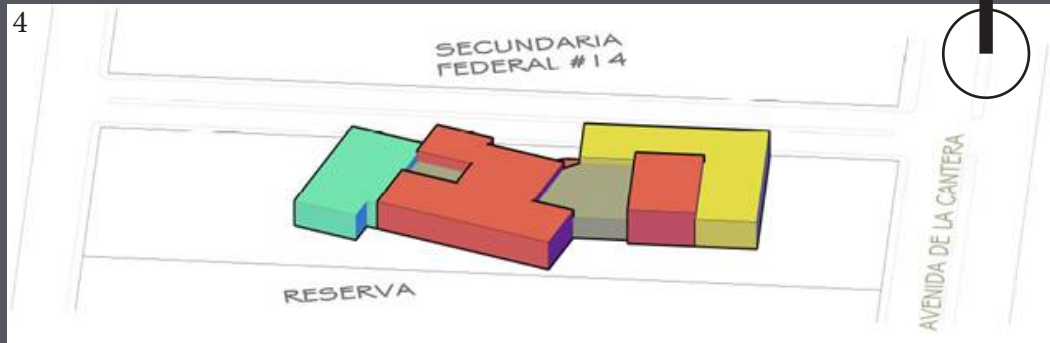 4
SECUNDARIA
FEDERAL #14
AVENIDA DE LA CANTERA
RESERVA